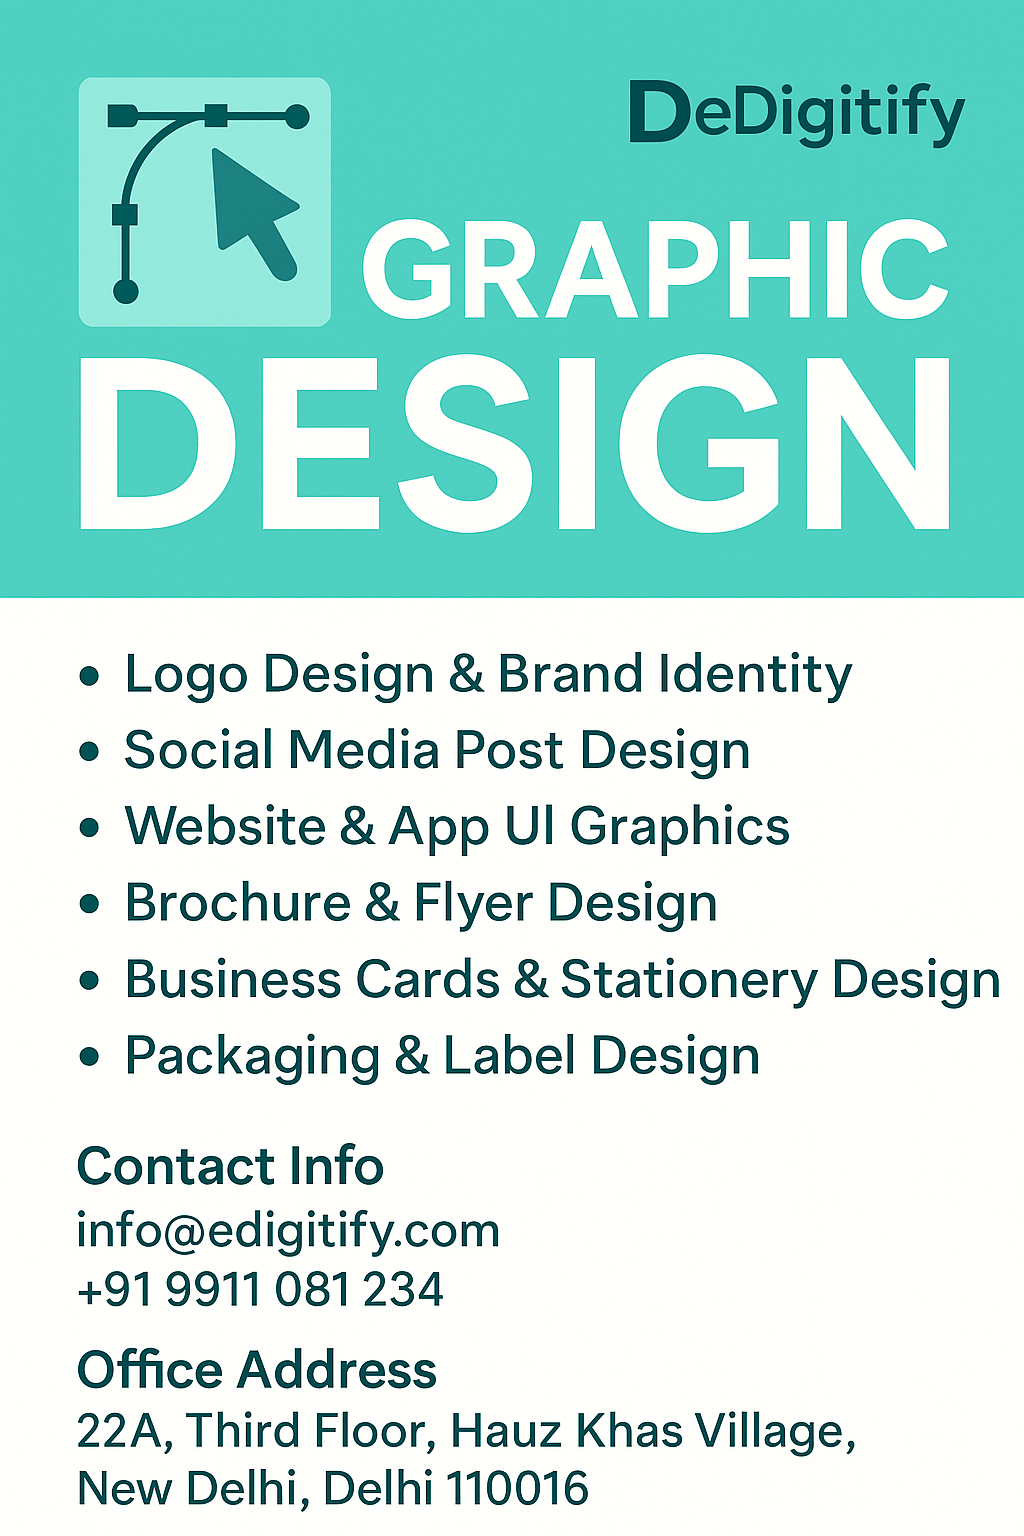 DeDigitify
GRAPHIC
DESIGN
• Logo Design & Brand Identity
• Social Media Post Design
• Website & App UI Graphics
• Brochure & Flyer Design
• Business Cards & Stationery Design
• Packaging & Label Design
Contact Info
info@edigitify.com
+91 9911 081 234
Office Address
22A, Third Floor, Hauz Khas Village,
New Delhi, Delhi 110016